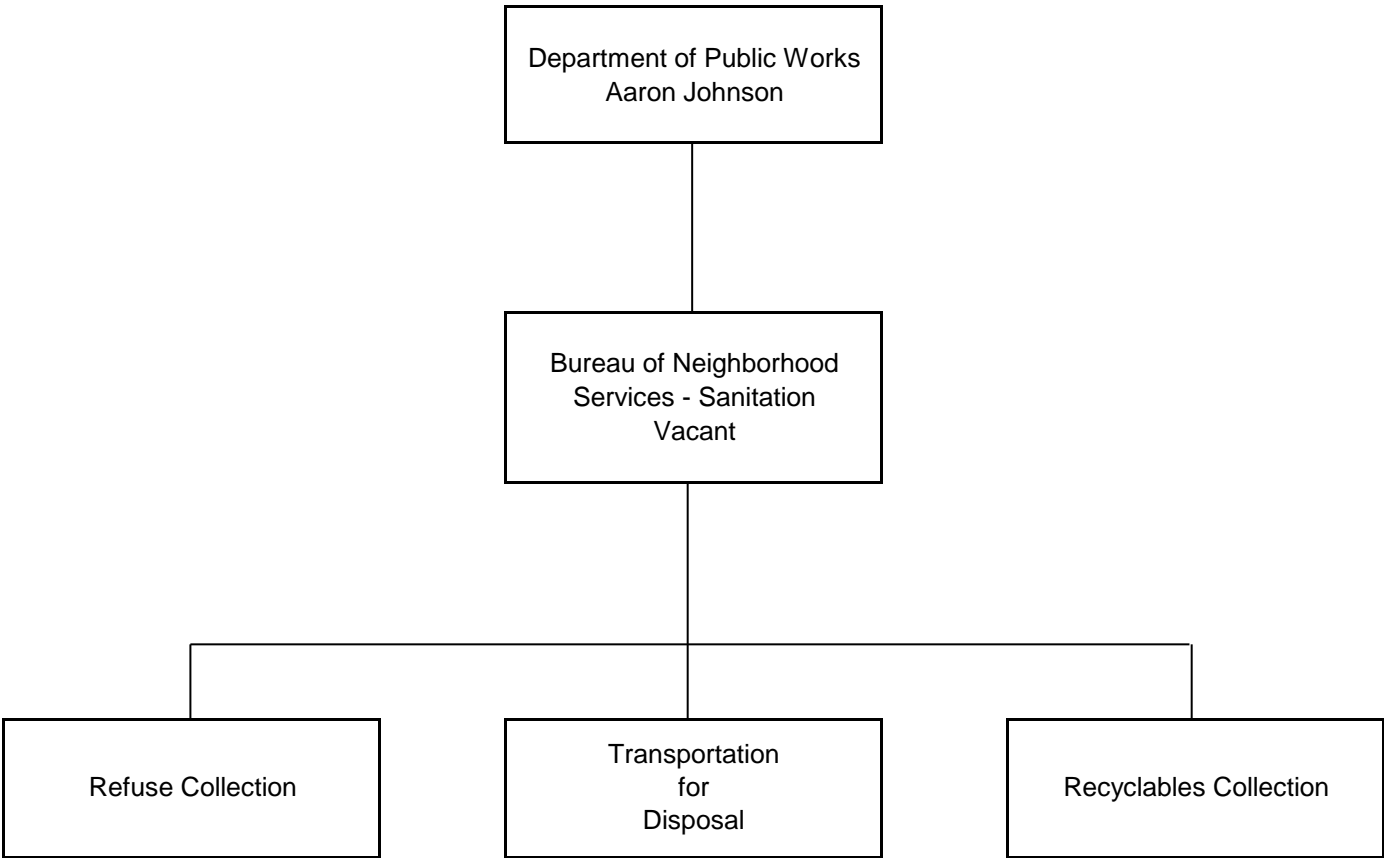 Department of Public Works
Aaron Johnson
Bureau of Neighborhood
Services - Sanitation
Vacant
Refuse Collection
Transportation
for
Disposal
Recyclables Collection